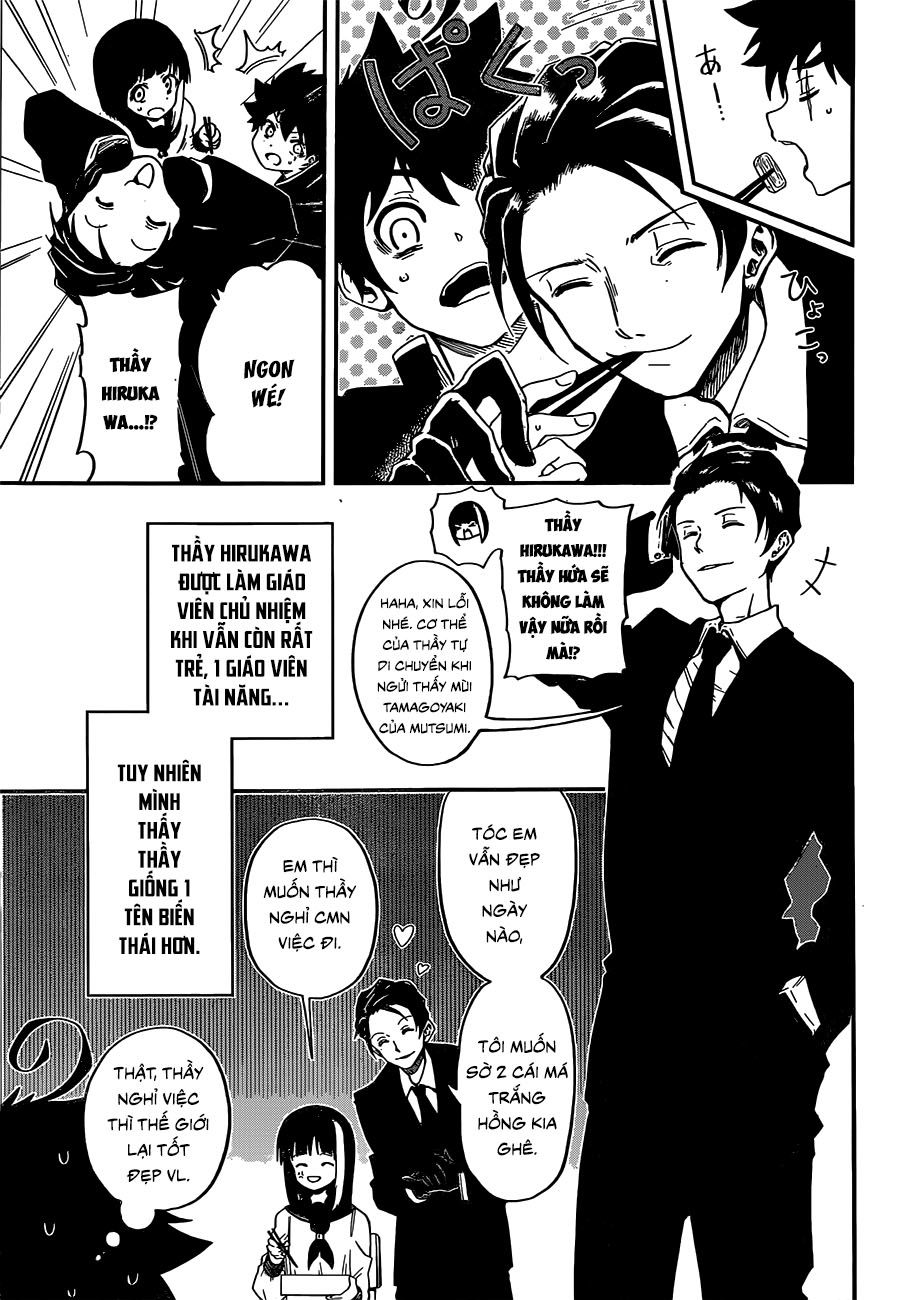 あー…
ぱくっ
ひょこっ
NGON
WÉ!
THẦY
HIRUKA
WA...!?
THẦY
HIRUKAWA!!!
THẦY HỨA SẼ
KHÔNG LÀM
VẬY NỮA RỒI
MÀ!?
HAHA, XIN LỖI
NHÉ. CƠ THỂ
CỦA THẦY TỰ
DI CHUYỂN KHI
NGỬI THẤY MÙI
TAMAGOYAKI
CỦA MUTSUMI.
THẦY HIRUKAWA
ĐƯỢC LÀM GIÁO
VIÊN CHỦ NHIỆM
KHI VẪN CÒN RẤT
TRẺ, 1 GIÁO VIÊN
TÀI NĂNG...
TUY NHIÊN
MÌNH
THẤY
THẦY
GIỐNG 1
TÊN BIẾN
THÁI HƠN.
TÓC EM
VẪN ĐẸP
NHƯ
NGÀY
NÀO,
TÔI MUỐN
SỜ 2 CÁI MÁ
TRẮNG
HỒNG KIA
GHÊ.
EM THÌ
MUỐN THẦY
NGHỈ CMN
VIỆC ĐI.
THẬT, THẦY
NGHỈ VIỆC
THÌ THẾ GIỚI
LẠI TỐT
ĐẸP VL.